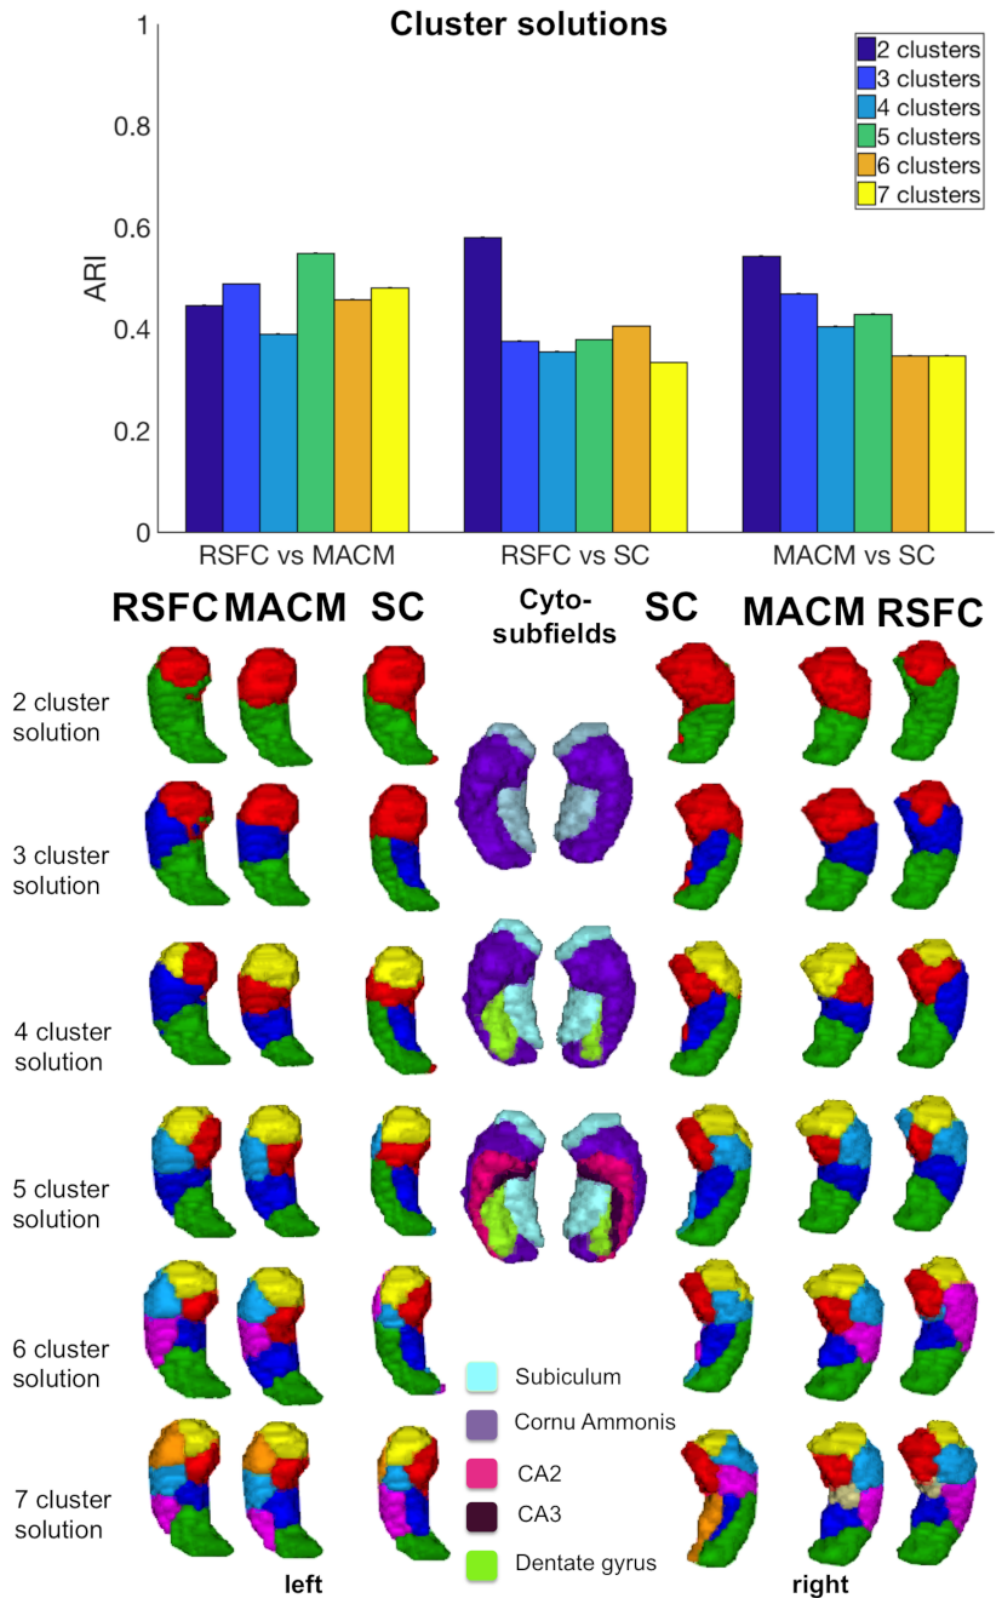 Cluster solutions
1
0.8
0.6
0.4
0.2
0
ARI
2 clusters
3 clusters
4 clusters
5 clusters
6 clusters
7 clusters
RSFC vs MACM
RSFC vs SC
MACM vs SC
RSFC MACM SC
Cyto-
subfields
SC MACM RSFC
2 cluster
solution
3 cluster
solution
4 cluster
solution
5 cluster
solution
6 cluster
solution
7 cluster
solution
Subiculum
Cornu Ammonis
CA2
CA3
Dentate gyrus
left
right